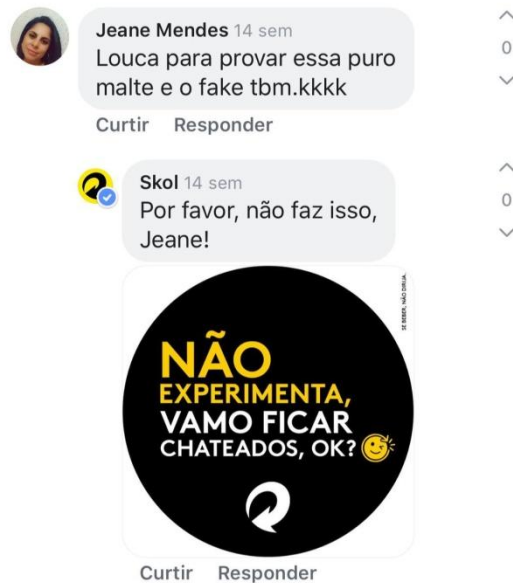 Jeane Mendes 14 sem
Louca para provar essa puro
malte e o fake tbm.kkkk
0
Curtir Responder
Skol 14 sem
Por favor, não faz isso,
Jeane!
0
SE BEBER, NÃO DIRIJA.
NÃO
EXPERIMENTA,
VAMO FICAR
CHATEADOS, OK?
Curtir Responder